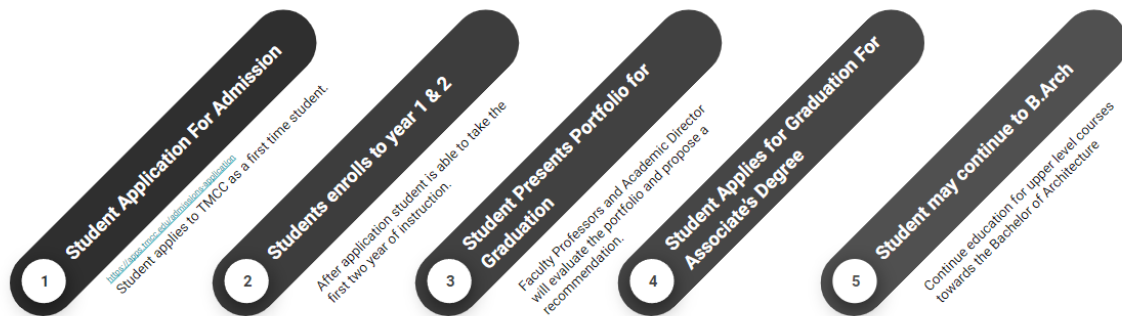 1
Student Application For Admission
https://apps.tmcc.edu/admissions-application
Student applies to TMCC as a first time student.
2
Students enrolls to year 1 & 2
After application student is able to take the
first two year of instruction.
3
Student Presents Portfolio for
Graduation
Faculty Professors and Academic Director
will evaluate the portfolio and propose a
recommendation.
4
Student Applies for Graduation For
Associate's Degree
5
Student may continue to B.Arch
Continue education for upper level courses
towards the Bachelor of Architecture